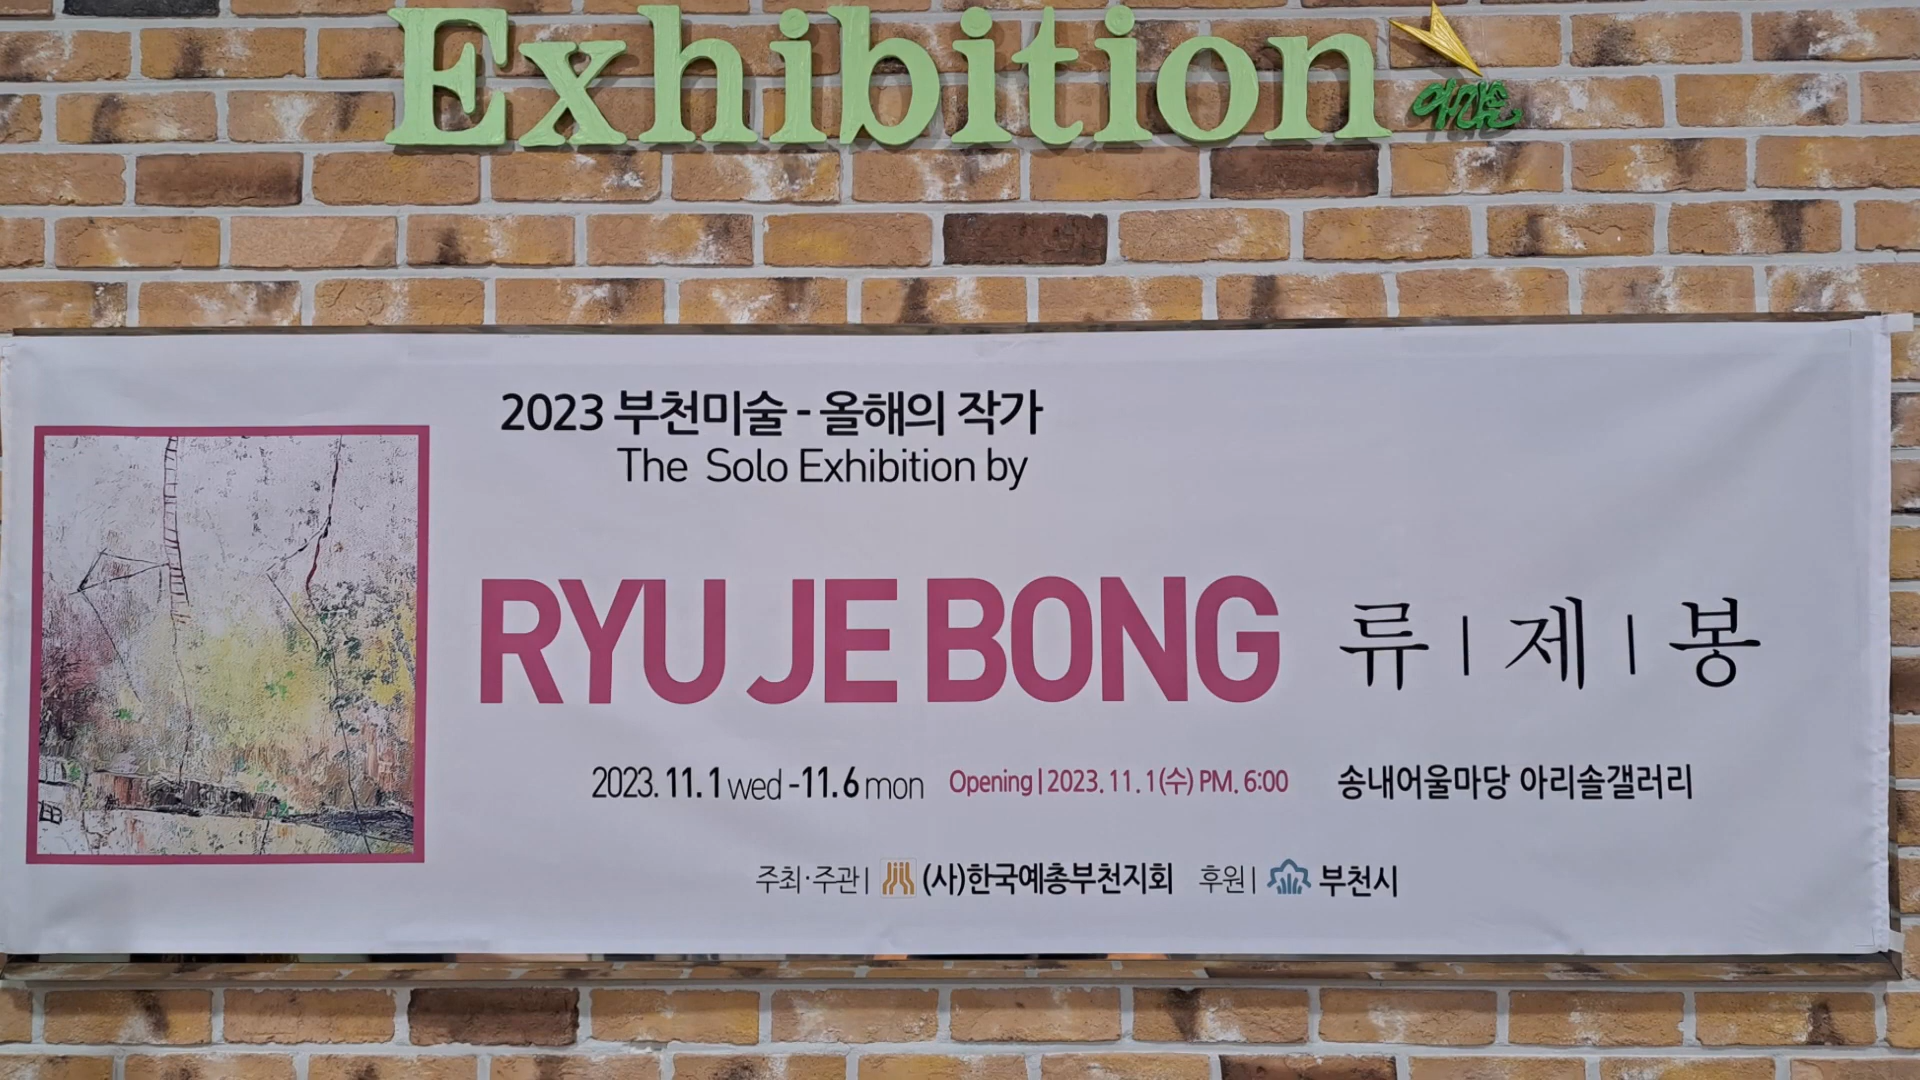 Exhibition
2023 부천미술 - 올해의 작가
The Solo Exhibition by
RYU JE BONG 류 | 제 | 봉
2023. 11.1 wed - 11.6 mon Opening | 2023. 11. 1(수) PM. 6:00 송내어울마당 아리솔갤러리
주최·주관 | (사)한국예총부천지회 후원 | 부천시